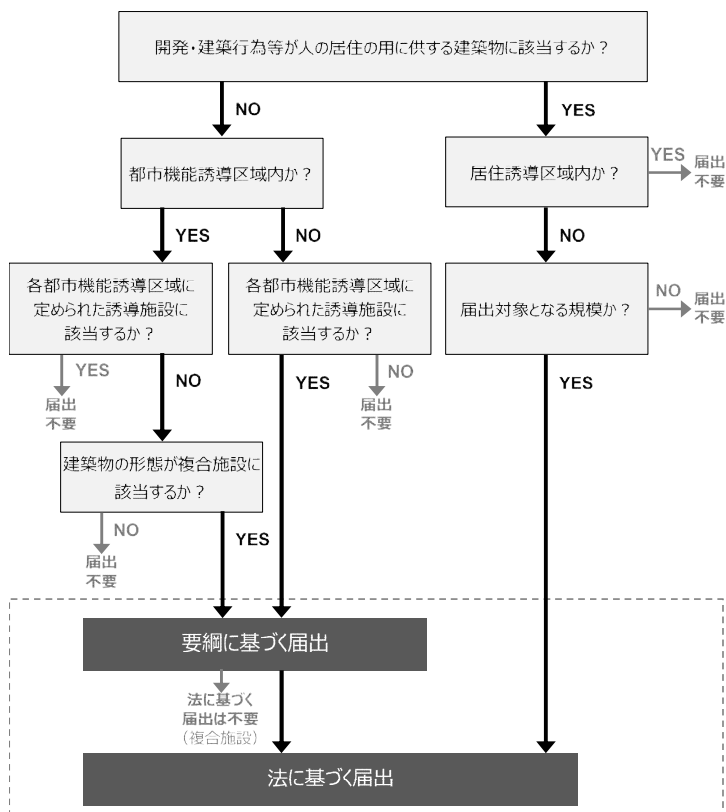 開発・建築行為等が人の居住の用に供する建築物に該当するか？
NO
YES
都市機能誘導区域内か？
居住誘導区域内か？
YES
届出
不要
YES
NO
NO
各都市機能誘導区域に
定められた誘導施設に
該当するか？
各都市機能誘導区域に
定められた誘導施設に
該当するか？
届出対象となる規模か？
NO
届出
不要
YES
届出
不要
NO
YES
NO
届出
不要
YES
建築物の形態が複合施設に
該当するか？
NO
届出
不要
YES
要綱に基づく届出
法に基づく
届出は不要
(複合施設)
法に基づく届出